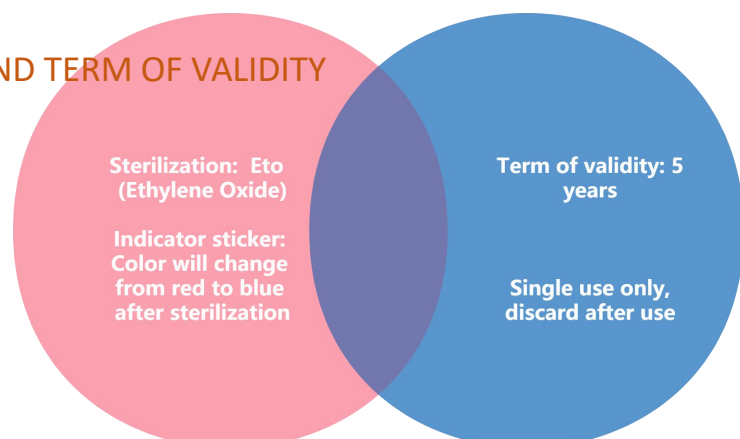 ND TERM OF VALIDITY
Sterilization: Eto
(Ethylene Oxide)
Indicator sticker:
Color will change
from red to blue
after sterilization
Term of validity: 5
years
Single use only,
discard after use